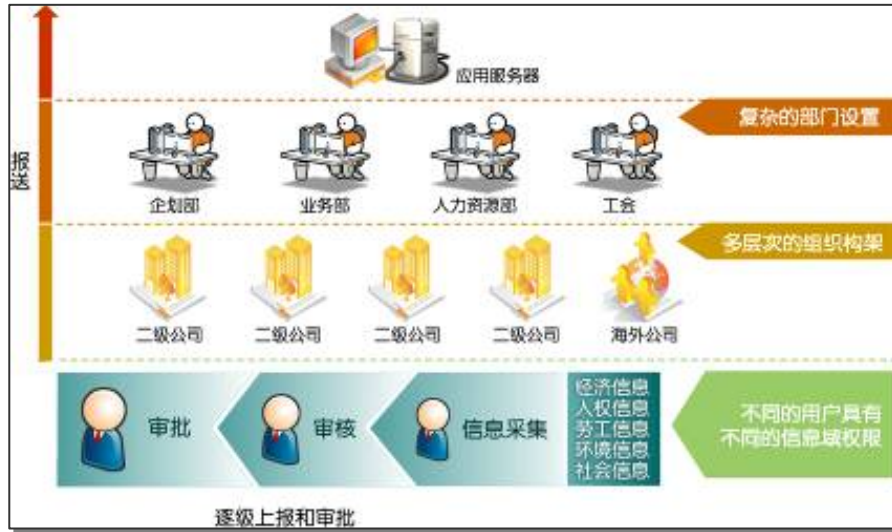 应用服务器
复杂的部门设置
报送
企划部 业务部 人力资源部 工会
多层次的组织构架
二级公司 二级公司 二级公司 二级公司 海外公司
经济信息
人权信息
劳工信息
环境信息
社会信息
审批 审核 信息采集
不同的用户具有
不同的信息域权限
逐级上报和审批